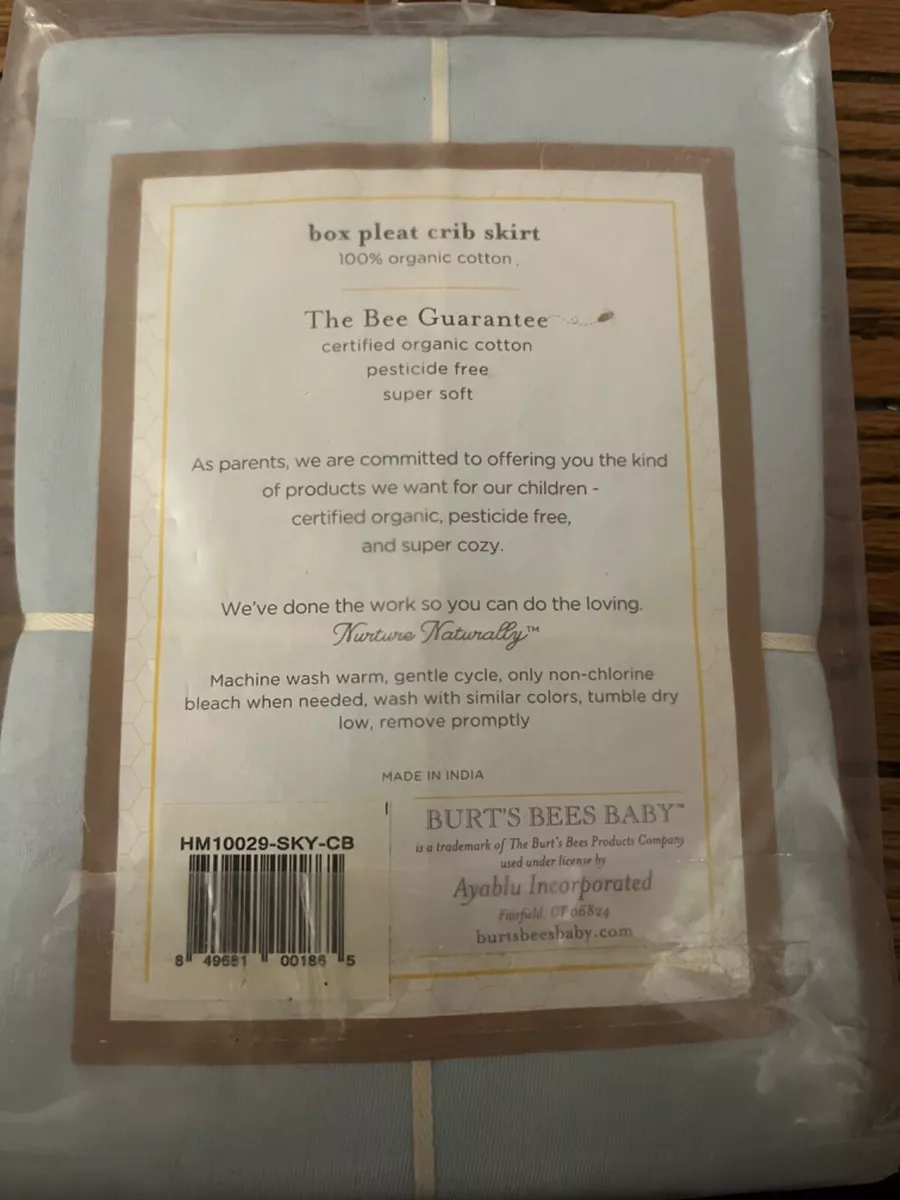 box pleat crib skirt
100% organic cotton
The Bee Guarantee
certified organic cotton
pesticide free
super soft
As parents, we are committed to offering you the kind
of products we want for our children -
certified organic, pesticide free,
and super cozy.
We've done the work so you can do the loving.
Nurture Naturally™
Machine wash warm, gentle cycle, only non-chlorine
bleach when needed, wash with similar colors, tumble dry
low, remove promptly
MADE IN INDIA
HM10029-SKY-CB
8 49681 00186 5
BURT'S BEES BABY™
is a trademark of The Burt's Bees Products Company
used under license by
Ayablu Incorporated
Fairfield, CT 06824
burtsbeesbaby.com